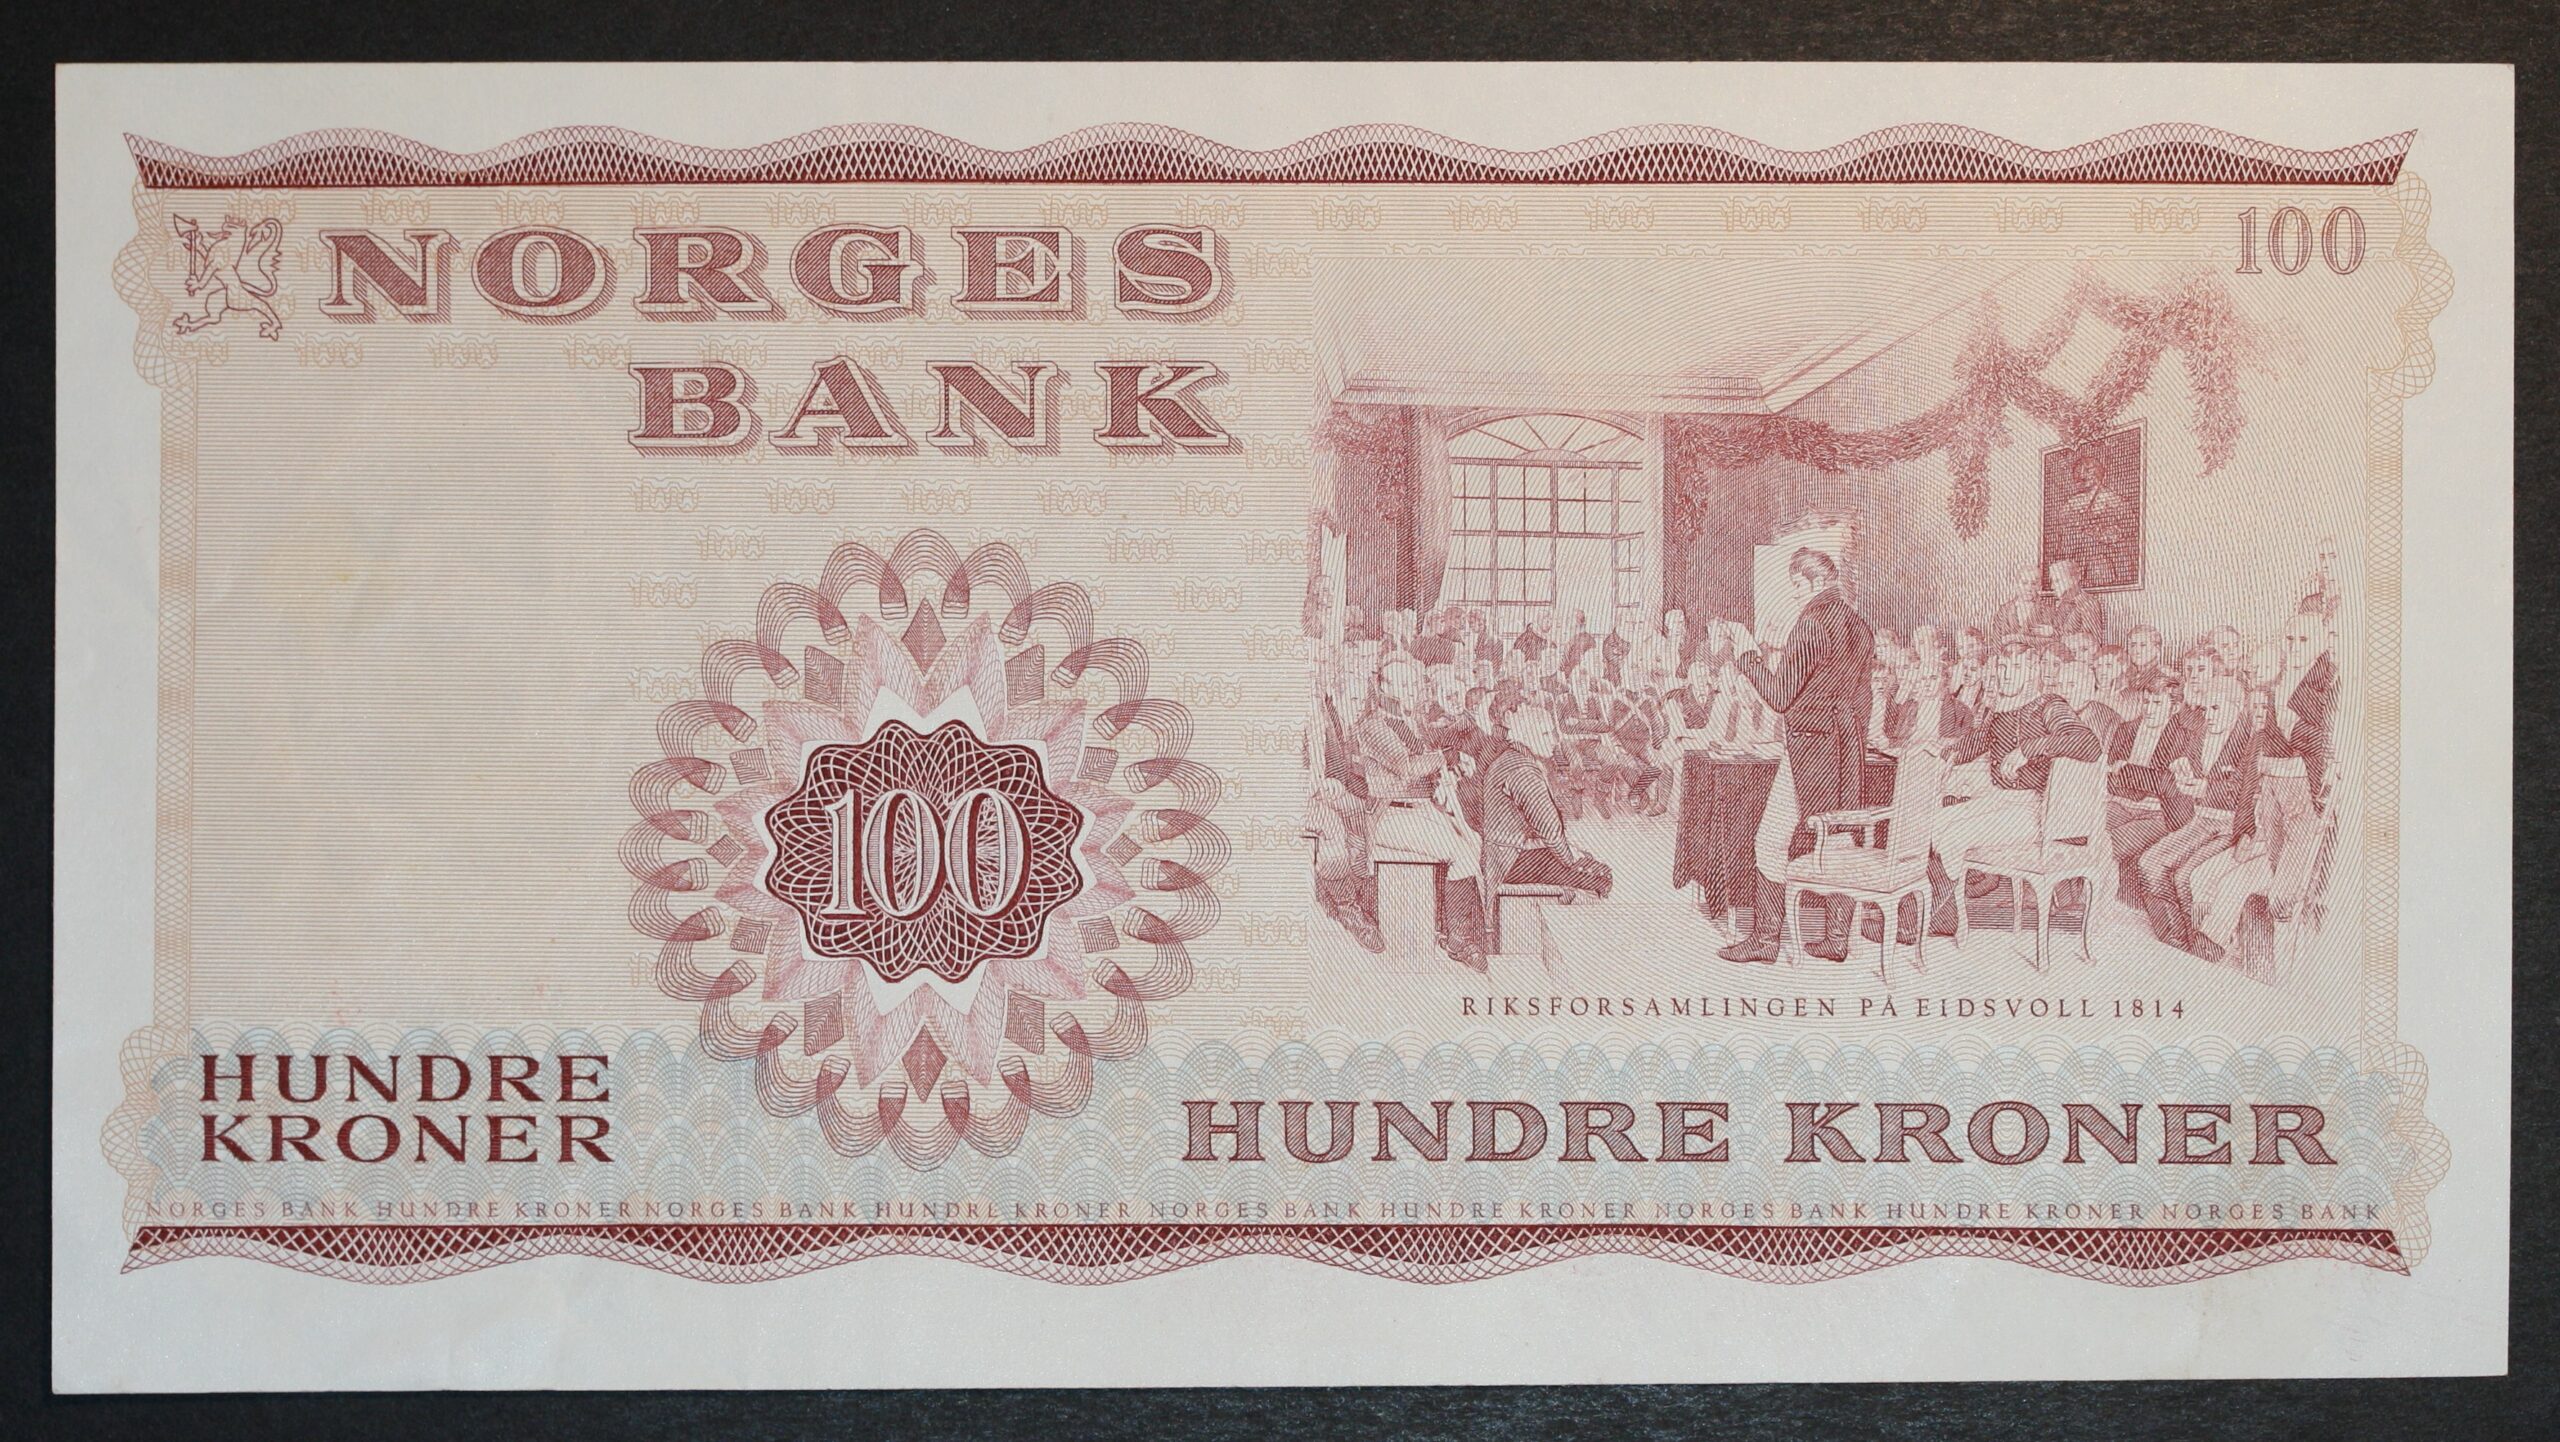 NORGES
BANK
100
100
RIKSFORSAMLINGEN PÅ EIDSVOLL 1814
HUNDRE
KRONER
HUNDRE KRONER
NORGES BANK HUNDRE KRONER NORGES BANK HUNDRE KRONER NORGES BANK HUNDRE KRONER NORGES BANK HUNDRE KRONER NORGES BANK